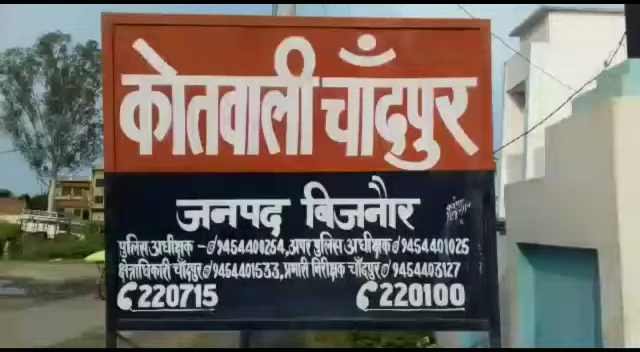 कोतवाली चाँदपुर
जनपद बिजनौर
पुलिस अधीक्षक - 9454400264, अपर पुलिस अधीक्षक 9454401025
क्षेत्राधिकारी चाँदपुर 9454401533, प्रभारी निरीक्षक चाँदपुर 9454403127
220715 220100